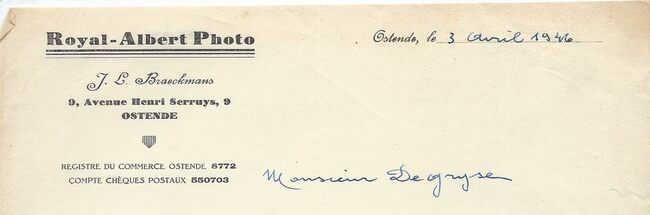 Royal-Albert Photo
Ostende, le 3 avril 1946
J. L. Braeckmans
9, Avenue Henri Serruys, 9
OSTENDE
REGISTRE DU COMMERCE OSTENDE 8772
COMPTE CHÈQUES POSTAUX 550703
Monsieur Degryse